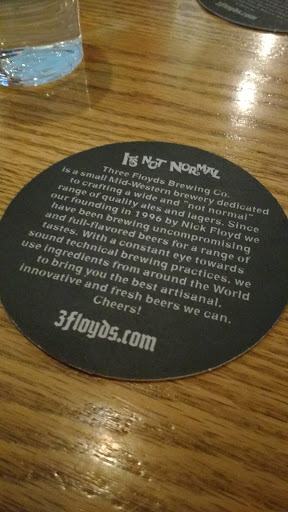 It's Not Normal
Three Floyds Brewing Co.
is a small Mid-Western brewery dedicated
to crafting a wide and "not normal"
range of quality ales and lagers. Since
our founding in 1996 by Nick Floyd we
have been brewing uncompromising
and full-flavored beers for a range of
tastes. With a constant eye towards
sound technical brewing practices, we
use ingredients from around the World
to bring you the best artisanal,
innovative and fresh beers we can.
Cheers!
3floyds.com
3floyds.com